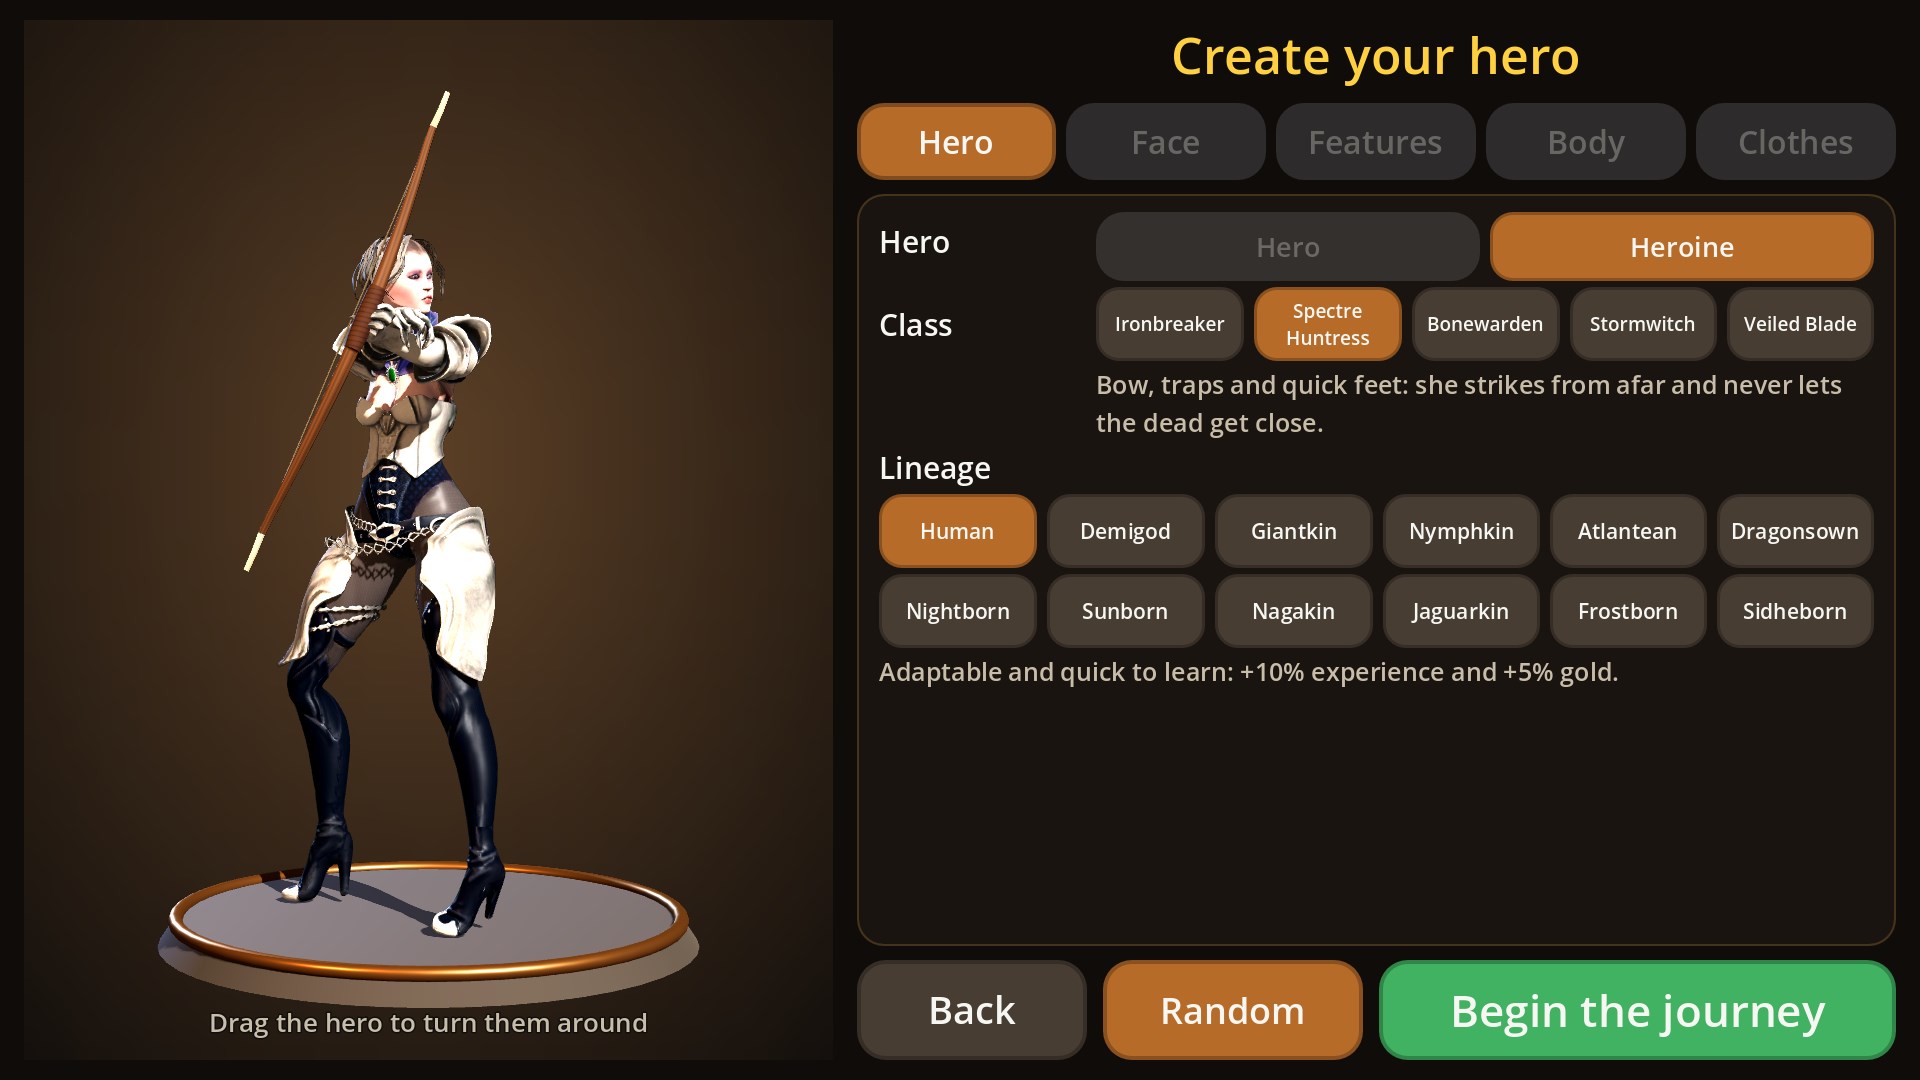 Create your hero
Hero
Face
Features
Body
Clothes
Hero
Hero
Heroine
Class
Ironbreaker
Spectre
Huntress
Bonewarden
Stormwitch
Veiled Blade
Bow, traps and quick feet: she strikes from afar and never lets
the dead get close.
Lineage
Human
Demigod
Giantkin
Nymphkin
Atlantean
Dragonsown
Nightborn
Sunborn
Nagakin
Jaguarkin
Frostborn
Sidheborn
Adaptable and quick to learn: +10% experience and +5% gold.
Drag the hero to turn them around
Back
Random
Begin the journey